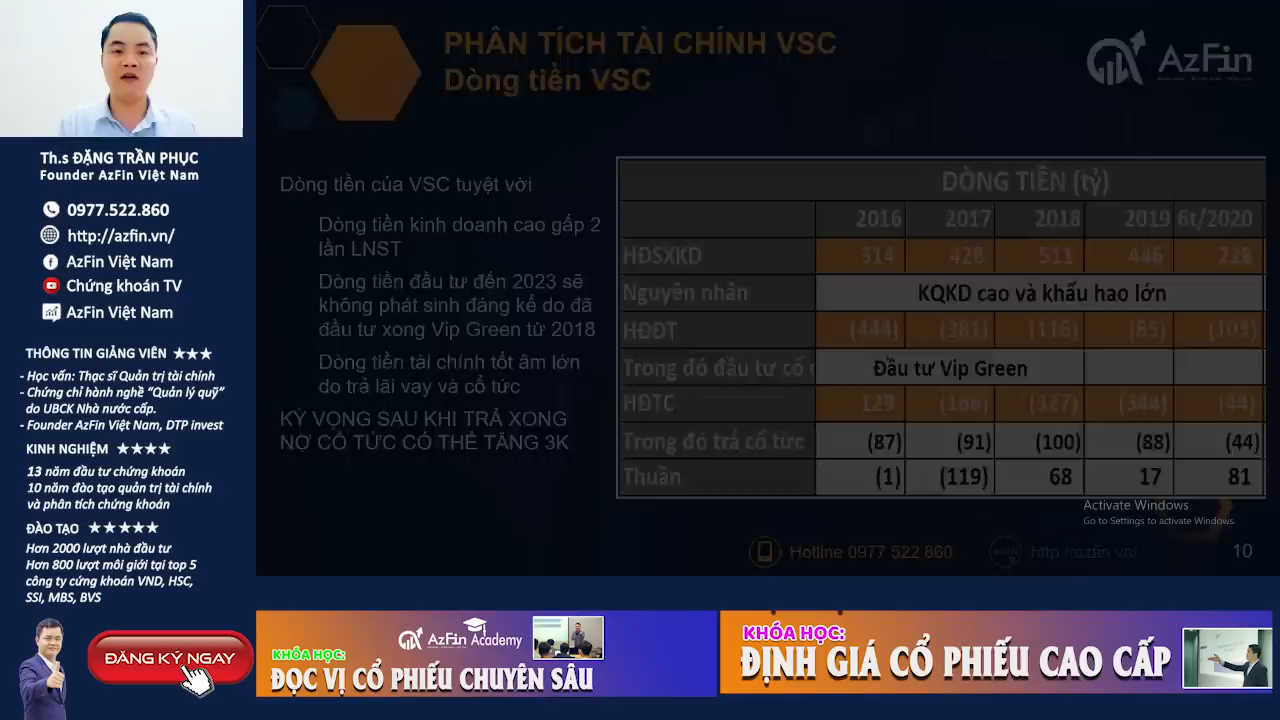 Th.s ĐẶNG TRẦN PHỤC
Founder AzFin Việt Nam
0977.522.860
http://azfin.vn/
AzFin Việt Nam
Chứng khoán TV
AzFin Việt Nam
THÔNG TIN GIẢNG VIÊN ★★★
- Học vấn: Thạc sĩ Quản trị tài chính
- Chứng chỉ hành nghề “Quản lý quỹ”
do UBCK Nhà nước cấp.
- Founder AzFin Việt Nam, DTP invest
KINH NGHIỆM ★★★★
13 năm đầu tư chứng khoán
10 năm đào tạo quản trị tài chính
và phân tích chứng khoán
ĐÀO TẠO ★★★★★
Hơn 2000 lượt nhà đầu tư
Hơn 800 lượt môi giới tại top 5
công ty cứng khoán VND, HSC,
SSI, MBS, BVS
ĐĂNG KÝ NGAY
PHÂN TÍCH TÀI CHÍNH VSC
Dòng tiền VSC
AzFin
Dòng tiền của VSC tuyệt vời
Dòng tiền kinh doanh cao gấp 2
lần LNST
Dòng tiền đầu tư đến 2023 sẽ
không phát sinh đáng kể do đã
đầu tư xong Vip Green từ 2018
Dòng tiền tài chính tốt âm lớn
do trả lãi vay và cổ tức
KỲ VỌNG SAU KHI TRẢ XONG
NỢ CỔ TỨC CÓ THỂ TĂNG 3K
DÒNG TIỀN (tỷ)
2016 2017 2018 2019 6t/2020
HĐSXKD 314 428 511 446 228
Nguyên nhân KQKD cao và khấu hao lớn
HĐĐT (444) (381) (116) (85) (103)
Trong đó đầu tư cố Đầu tư Vip Green
HĐTC 129 (166) (327) (344) (44)
Trong đó trả cổ tức (87) (91) (100) (88) (44)
Thuần (1) (119) 68 17 81
Activate Windows
Go to Settings to activate Windows.
Hotline 0977 522 860 http://azfin.vn/ 10
AzFin Academy
KHÓA HỌC:
ĐỌC VỊ CỔ PHIẾU CHUYÊN SÂU
KHÓA HỌC:
ĐỊNH GIÁ CỔ PHIẾU CAO CẤP